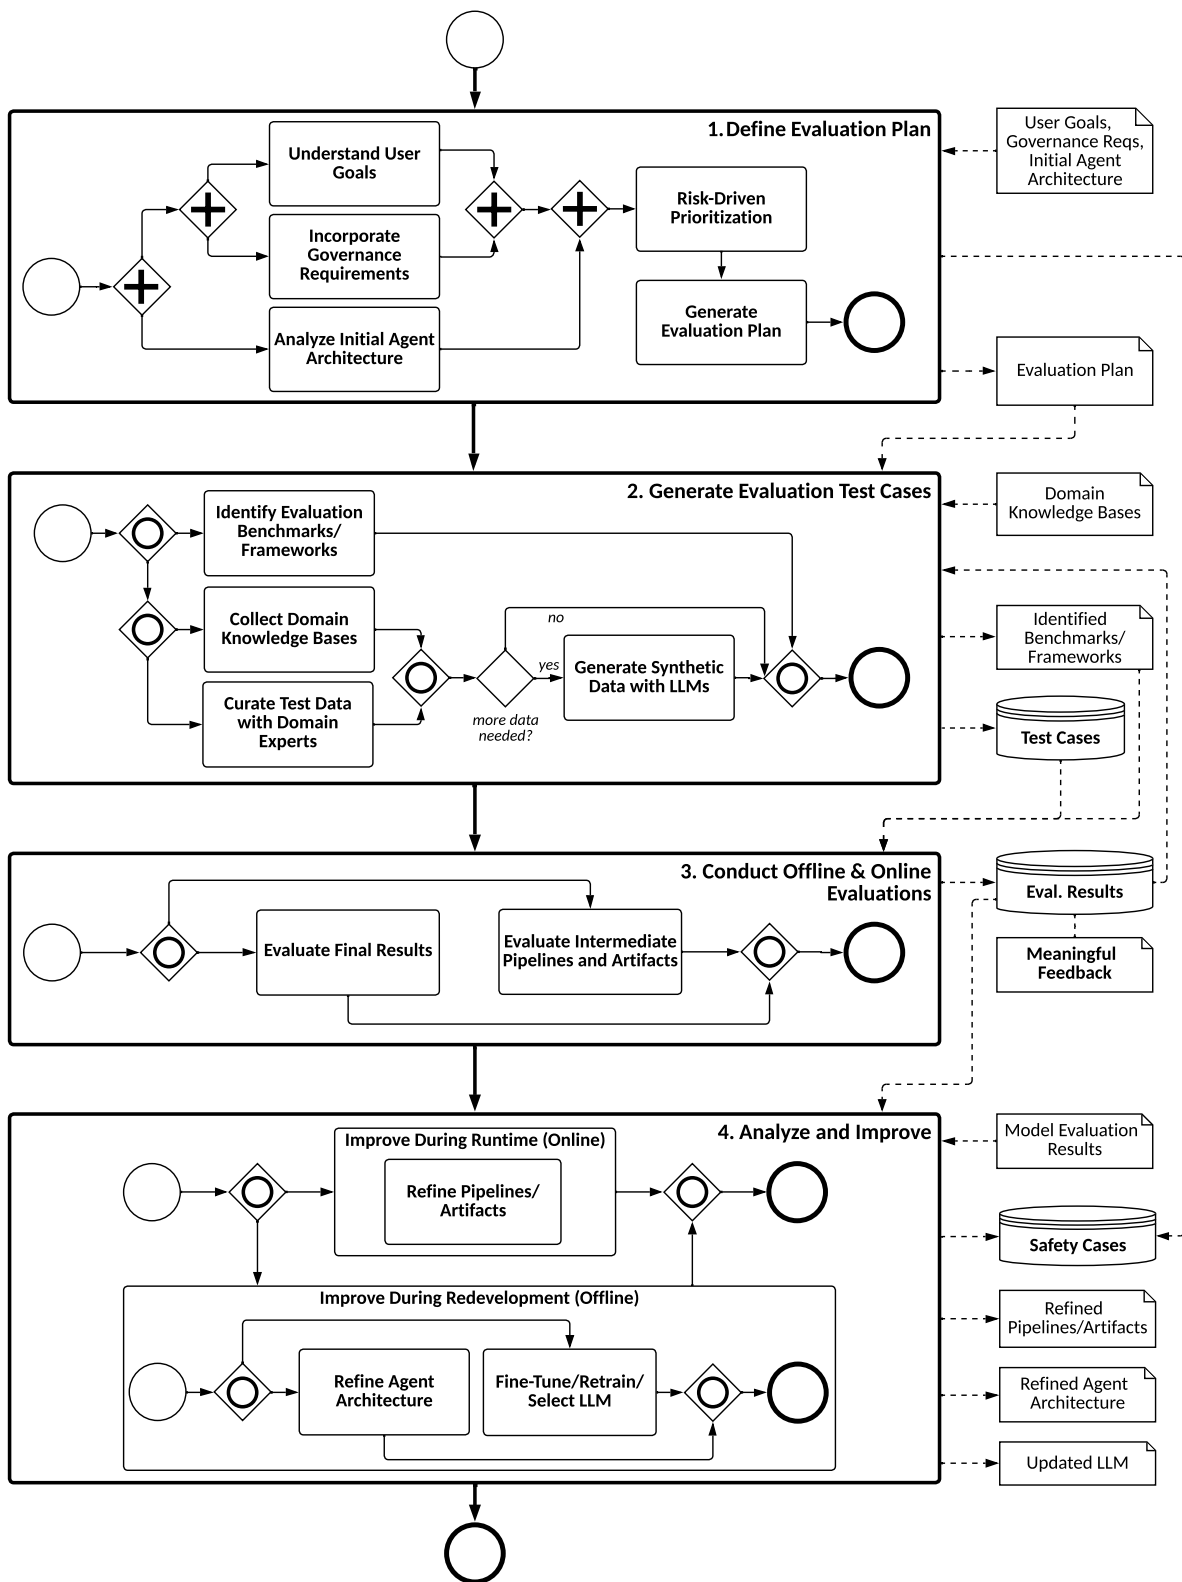 1. Define Evaluation Plan
Understand User
Goals
Incorporate
Governance
Requirements
Analyze Initial Agent
Architecture
Risk-Driven
Prioritization
Generate
Evaluation Plan
User Goals,
Governance Reqs,
Initial Agent
Architecture
Evaluation Plan
2. Generate Evaluation Test Cases
Identify Evaluation
Benchmarks/
Frameworks
Collect Domain
Knowledge Bases
Curate Test Data
with Domain
Experts
no
yes
more data
needed?
Generate Synthetic
Data with LLMs
Domain
Knowledge Bases
Identified
Benchmarks/
Frameworks
Test Cases
3. Conduct Offline & Online
Evaluations
Evaluate Final Results
Evaluate Intermediate
Pipelines and Artifacts
Eval. Results
Meaningful
Feedback
4. Analyze and Improve
Improve During Runtime (Online)
Refine Pipelines/
Artifacts
Improve During Redevelopment (Offline)
Refine Agent
Architecture
Fine-Tune/Retrain/
Select LLM
Model Evaluation
Results
Safety Cases
Refined
Pipelines/Artifacts
Refined Agent
Architecture
Updated LLM